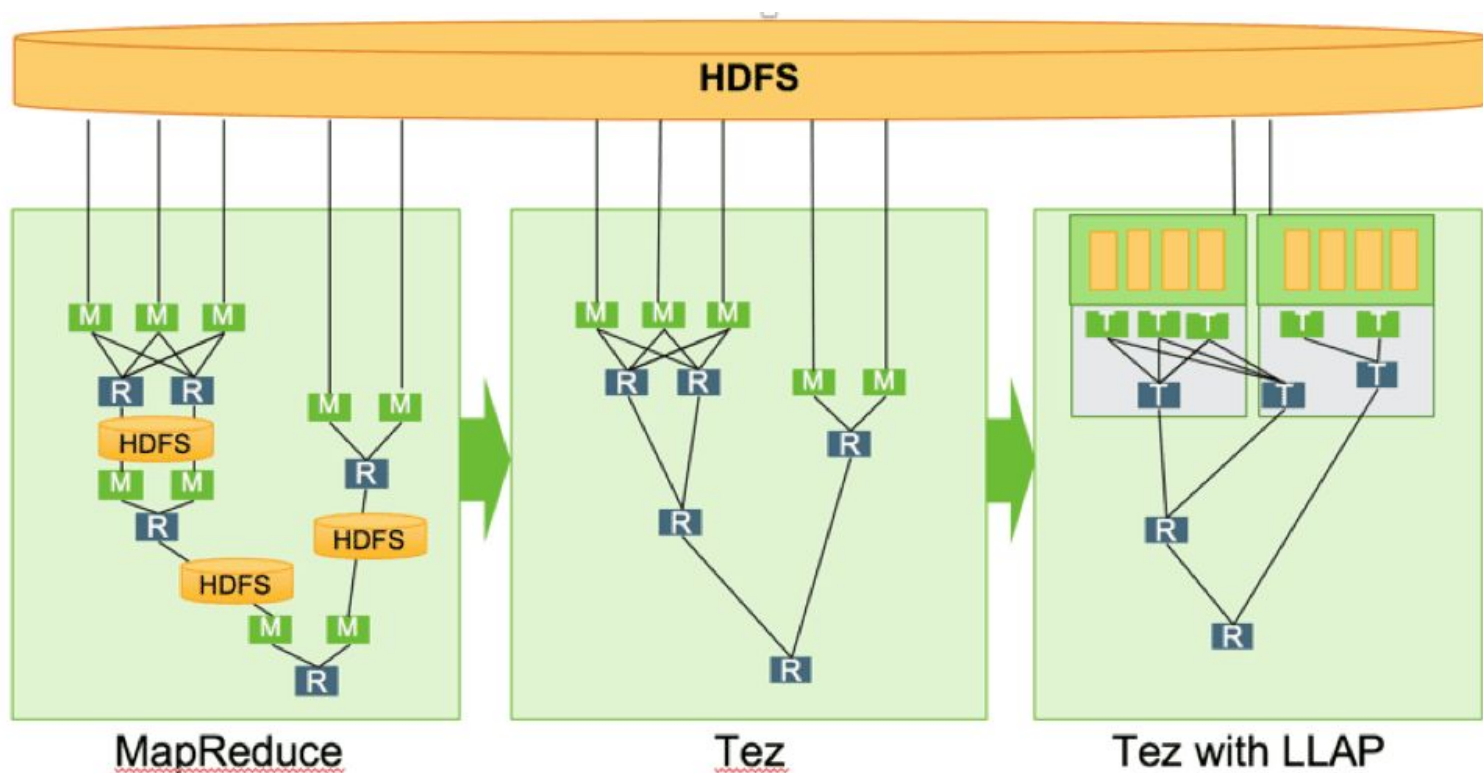 HDFS
M M M M M M T T T T T
R R M M R R M M T T T
HDFS R R
M M R
R HDFS R R
HDFS
M M R
R R
MapReduce Tez Tez with LLAP